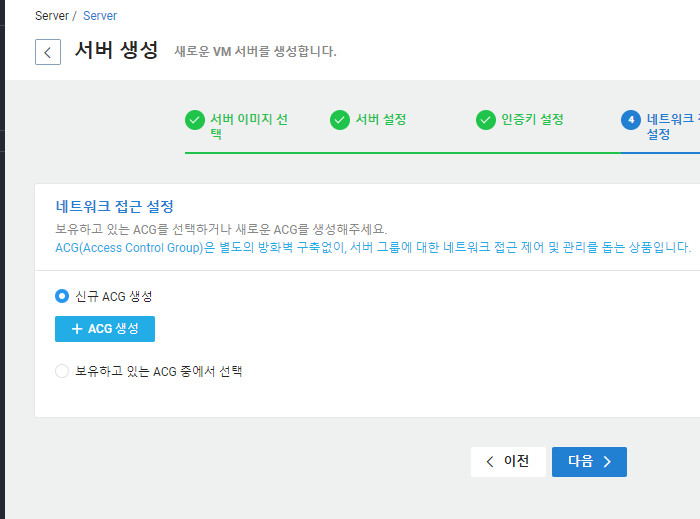 Server / Server
서버 생성 새로운 VM 서버를 생성합니다.
서버 이미지 선
택
서버 설정
인증키 설정
4 네트워크
설정
네트워크 접근 설정
보유하고 있는 ACG를 선택하거나 새로운 ACG를 생성해주세요.
ACG(Access Control Group)은 별도의 방화벽 구축없이, 서버 그룹에 대한 네트워크 접근 제어 및 관리를 돕는 상품입니다.
신규 ACG 생성
+ ACG 생성
보유하고 있는 ACG 중에서 선택
< 이전 다음 >